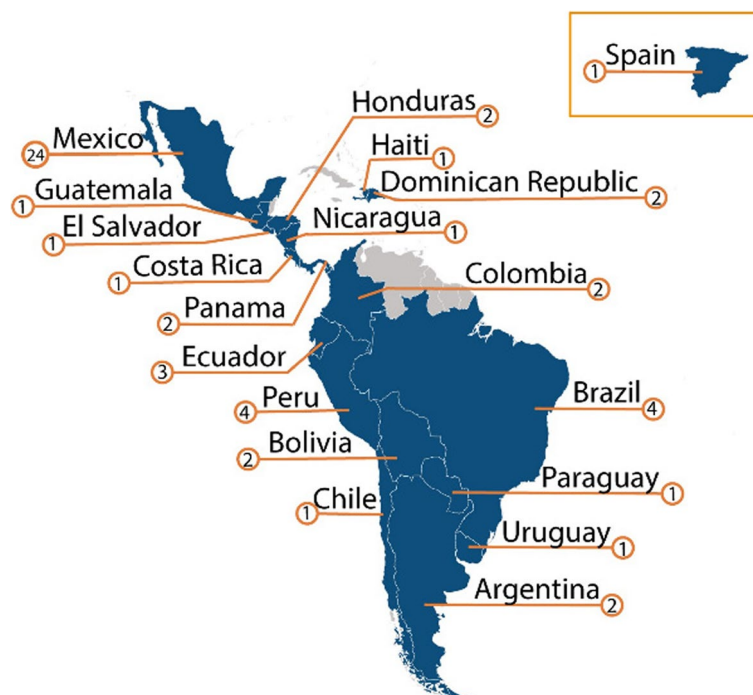 Spain
1
Honduras
2
Mexico
24
Haiti
1
Guatemala
1
Dominican Republic
2
El Salvador
1
Nicaragua
1
Costa Rica
1
Colombia
2
Panama
2
Ecuador
3
Peru
4
Brazil
4
Bolivia
2
Paraguay
1
Chile
1
Uruguay
1
Argentina
2